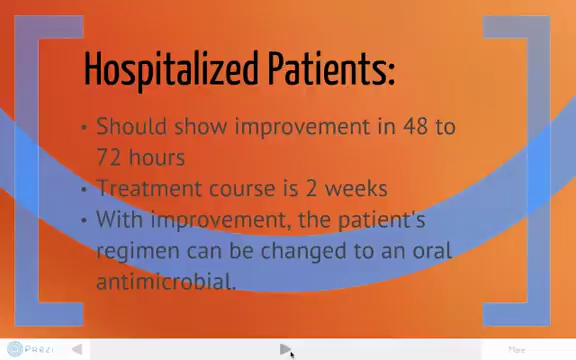 Hospitalized Patients:
• Should show improvement in 48 to
72 hours
• Treatment course is 2 weeks
• With improvement, the patient's
regimen can be changed to an oral
antimicrobial.
Prezi
More